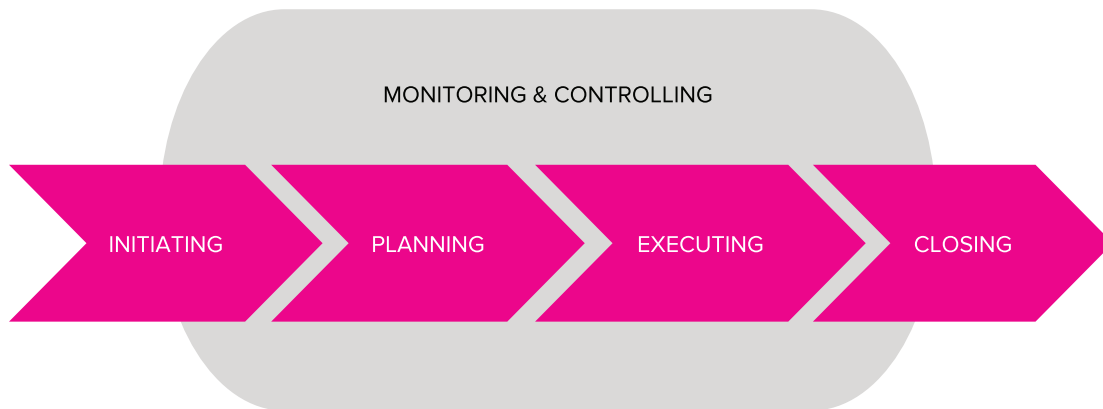 MONITORING & CONTROLLING
INITIATING
PLANNING
EXECUTING
CLOSING